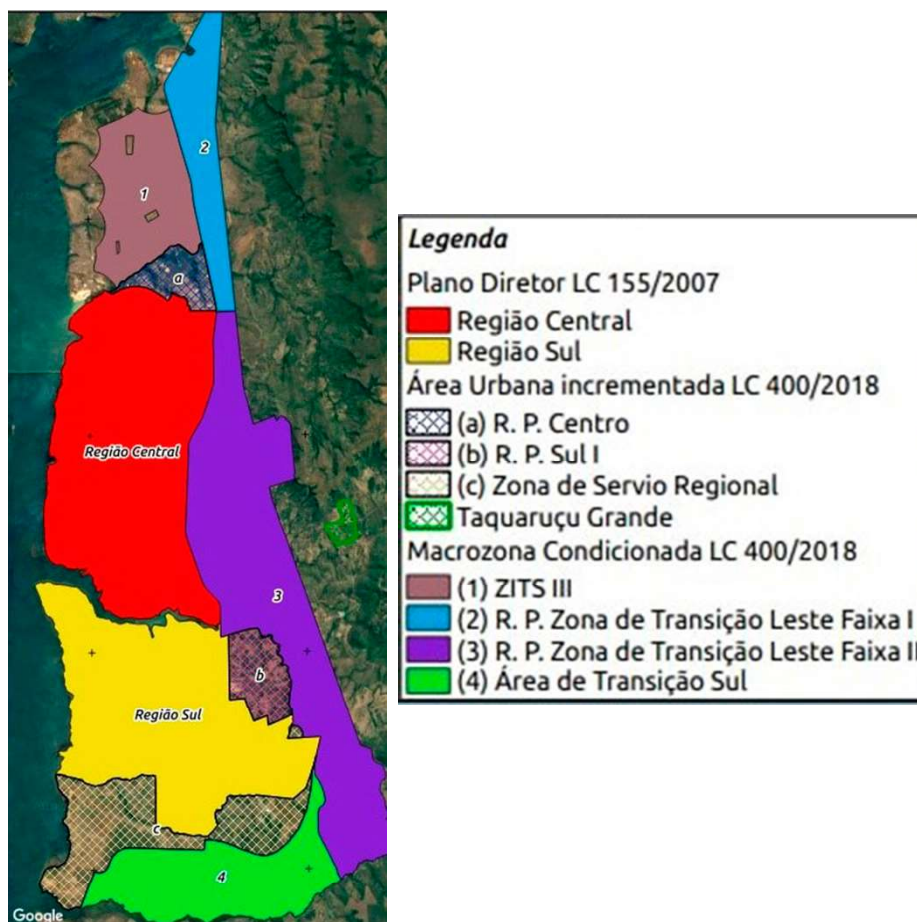 2
1
a
Região Central
3
b
Região Sul
c
4
Google
Legenda
Plano Diretor LC 155/2007
Região Central
Região Sul
Área Urbana incrementada LC 400/2018
(a) R. P. Centro
(b) R. P. Sul I
(c) Zona de Servio Regional
Taquaruçu Grande
Macrozona Condicionada LC 400/2018
(1) ZITS III
(2) R. P. Zona de Transição Leste Faixa I
(3) R. P. Zona de Transição Leste Faixa II
(4) Área de Transição Sul